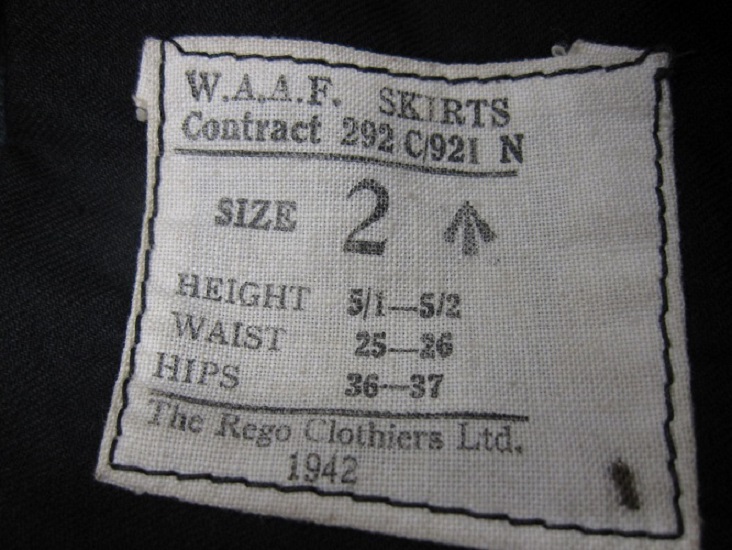 W.A.A.F. SKIRTS
Contract 292 C/921 N
SIZE 2
HEIGHT 5/1—5/2
WAIST 25—26
HIPS 36—37
The Rego Clothiers Ltd.
1942